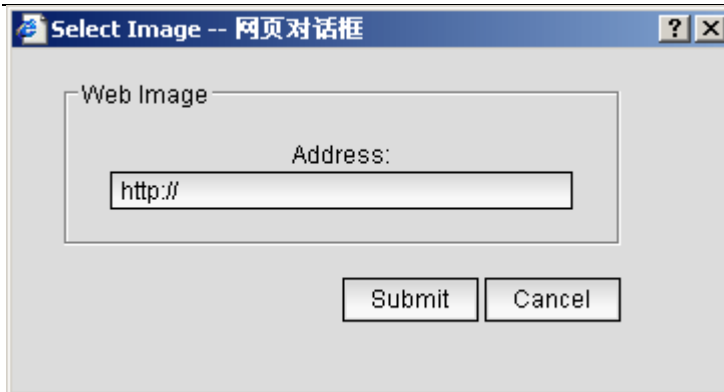 Select Image -- 网页对话框
Web Image
Address:
http://
Submit
Cancel